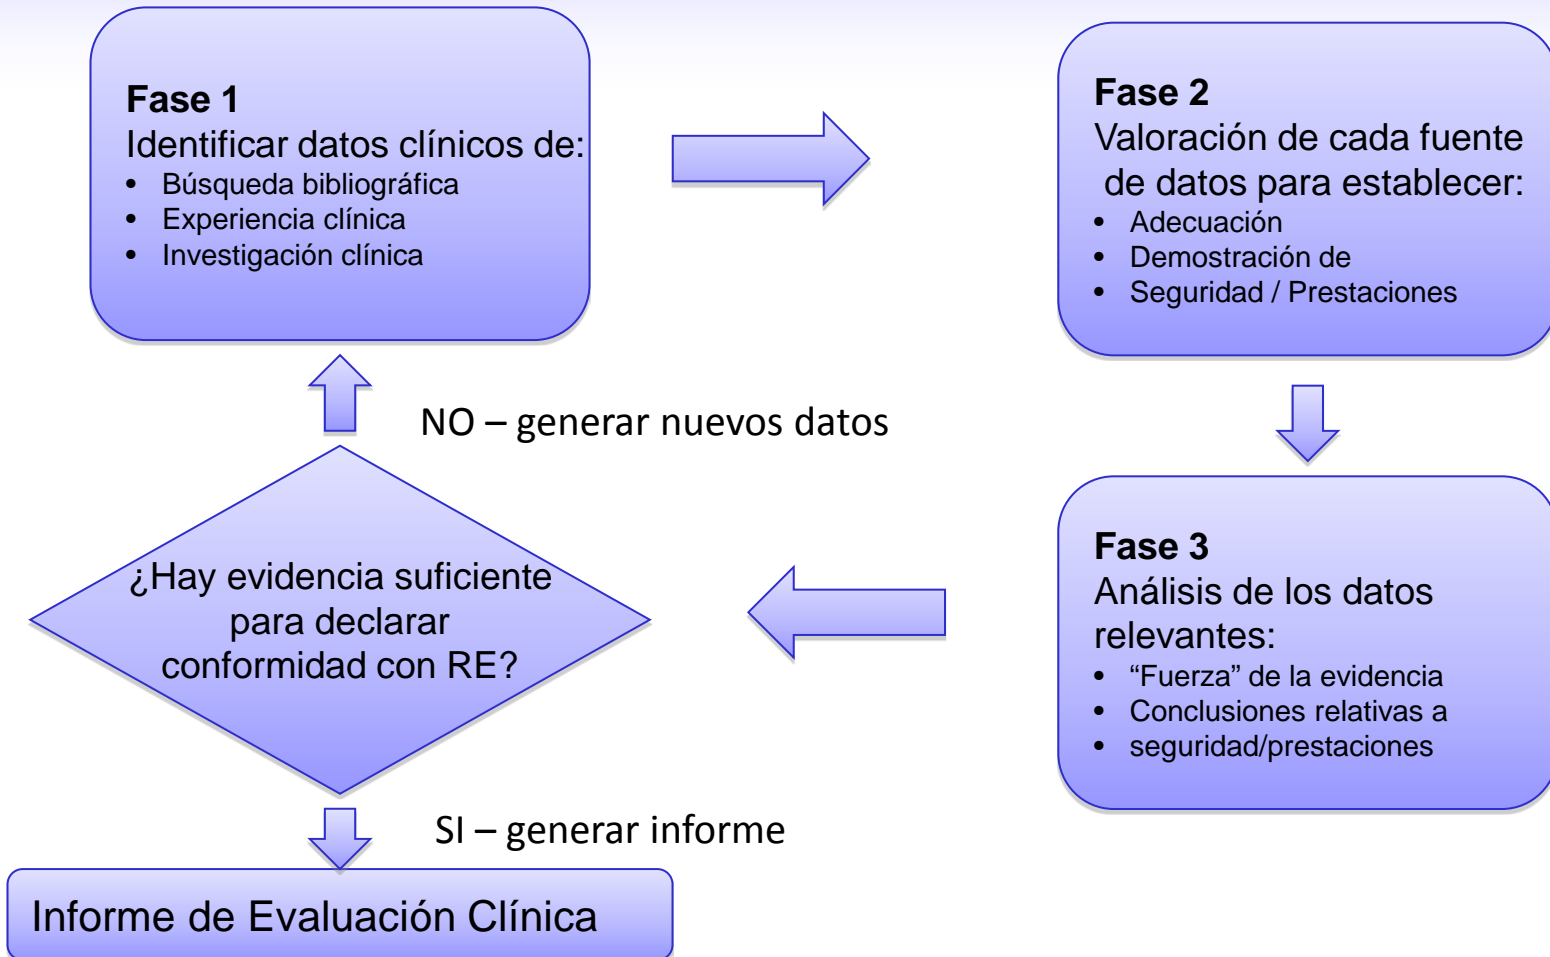 Fase 1
Identificar datos clínicos de:
• Búsqueda bibliográfica
• Experiencia clínica
• Investigación clínica
Fase 2
Valoración de cada fuente
de datos para establecer:
• Adecuación
• Demostración de
• Seguridad / Prestaciones
NO – generar nuevos datos
Fase 3
Análisis de los datos
relevantes:
• “Fuerza” de la evidencia
• Conclusiones relativas a
• seguridad/prestaciones
¿Hay evidencia suficiente
para declarar
conformidad con RE?
SI – generar informe
Informe de Evaluación Clínica